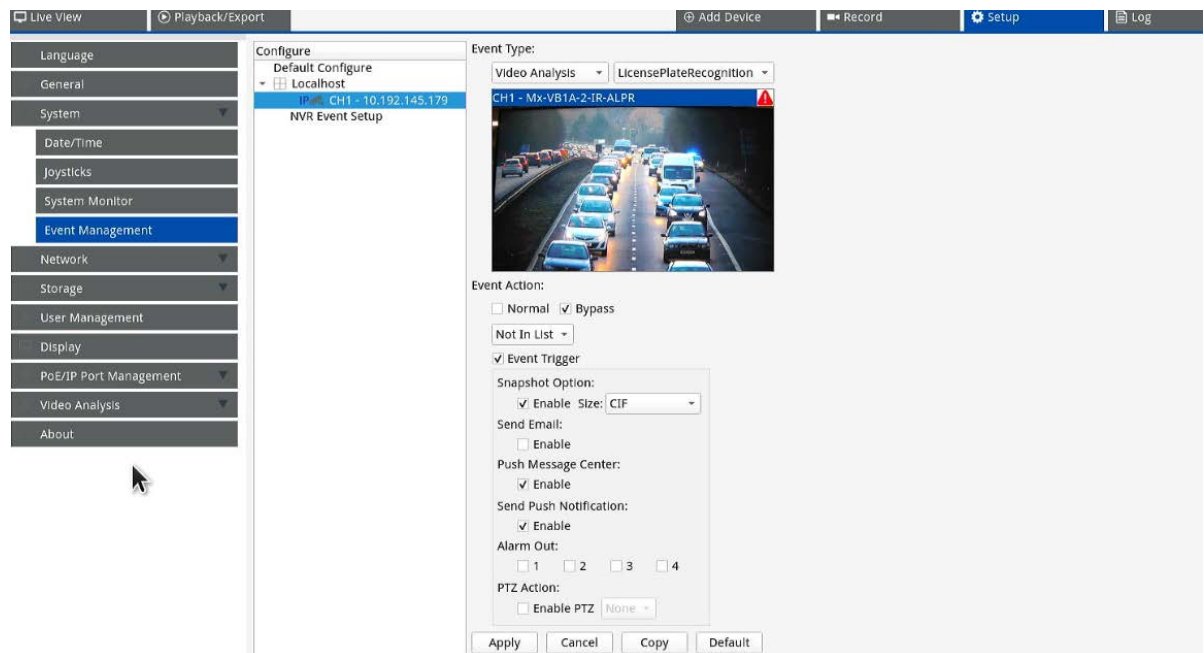 Live View Playback/Export Add Device Record Setup Log
Language
General
System
Date/Time
Joysticks
System Monitor
Event Management
Network
Storage
User Management
Display
PoE/IP Port Management
Video Analysis
About
Configure
Default Configure
Localhost
IP CH1 - 10.192.145.179
NVR Event Setup
Event Type:
Video Analysis LicensePlateRecognition
CH1 - Mx-VB1A-2-IR-ALPR
Event Action:
Normal Bypass
Not In List
Event Trigger
Snapshot Option:
Enable Size: CIF
Send Email:
Enable
Push Message Center:
Enable
Send Push Notification:
Enable
Alarm Out:
1 2 3 4
PTZ Action:
Enable PTZ None
Apply Cancel Copy Default